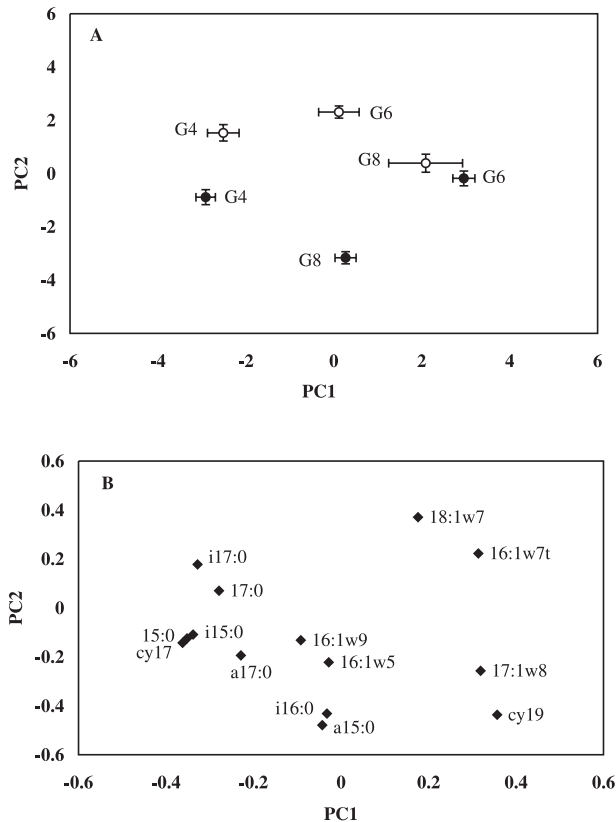 A
6
4
2
0
-2
-4
-6
PC2
G4
G6
G8
G6
G4
G8
-6
-4
-2
0
2
4
6
PC1
B
0.6
0.4
0.2
0
-0.2
-0.4
-0.6
PC2
18:1w7
16:1w7t
i17:0
17:0
15:0
i15:0
cy17
a17:0
16:1w9
16:1w5
17:1w8
i16:0
a15:0
cy19
-0.6
-0.4
-0.2
0
0.2
0.4
0.6
PC1